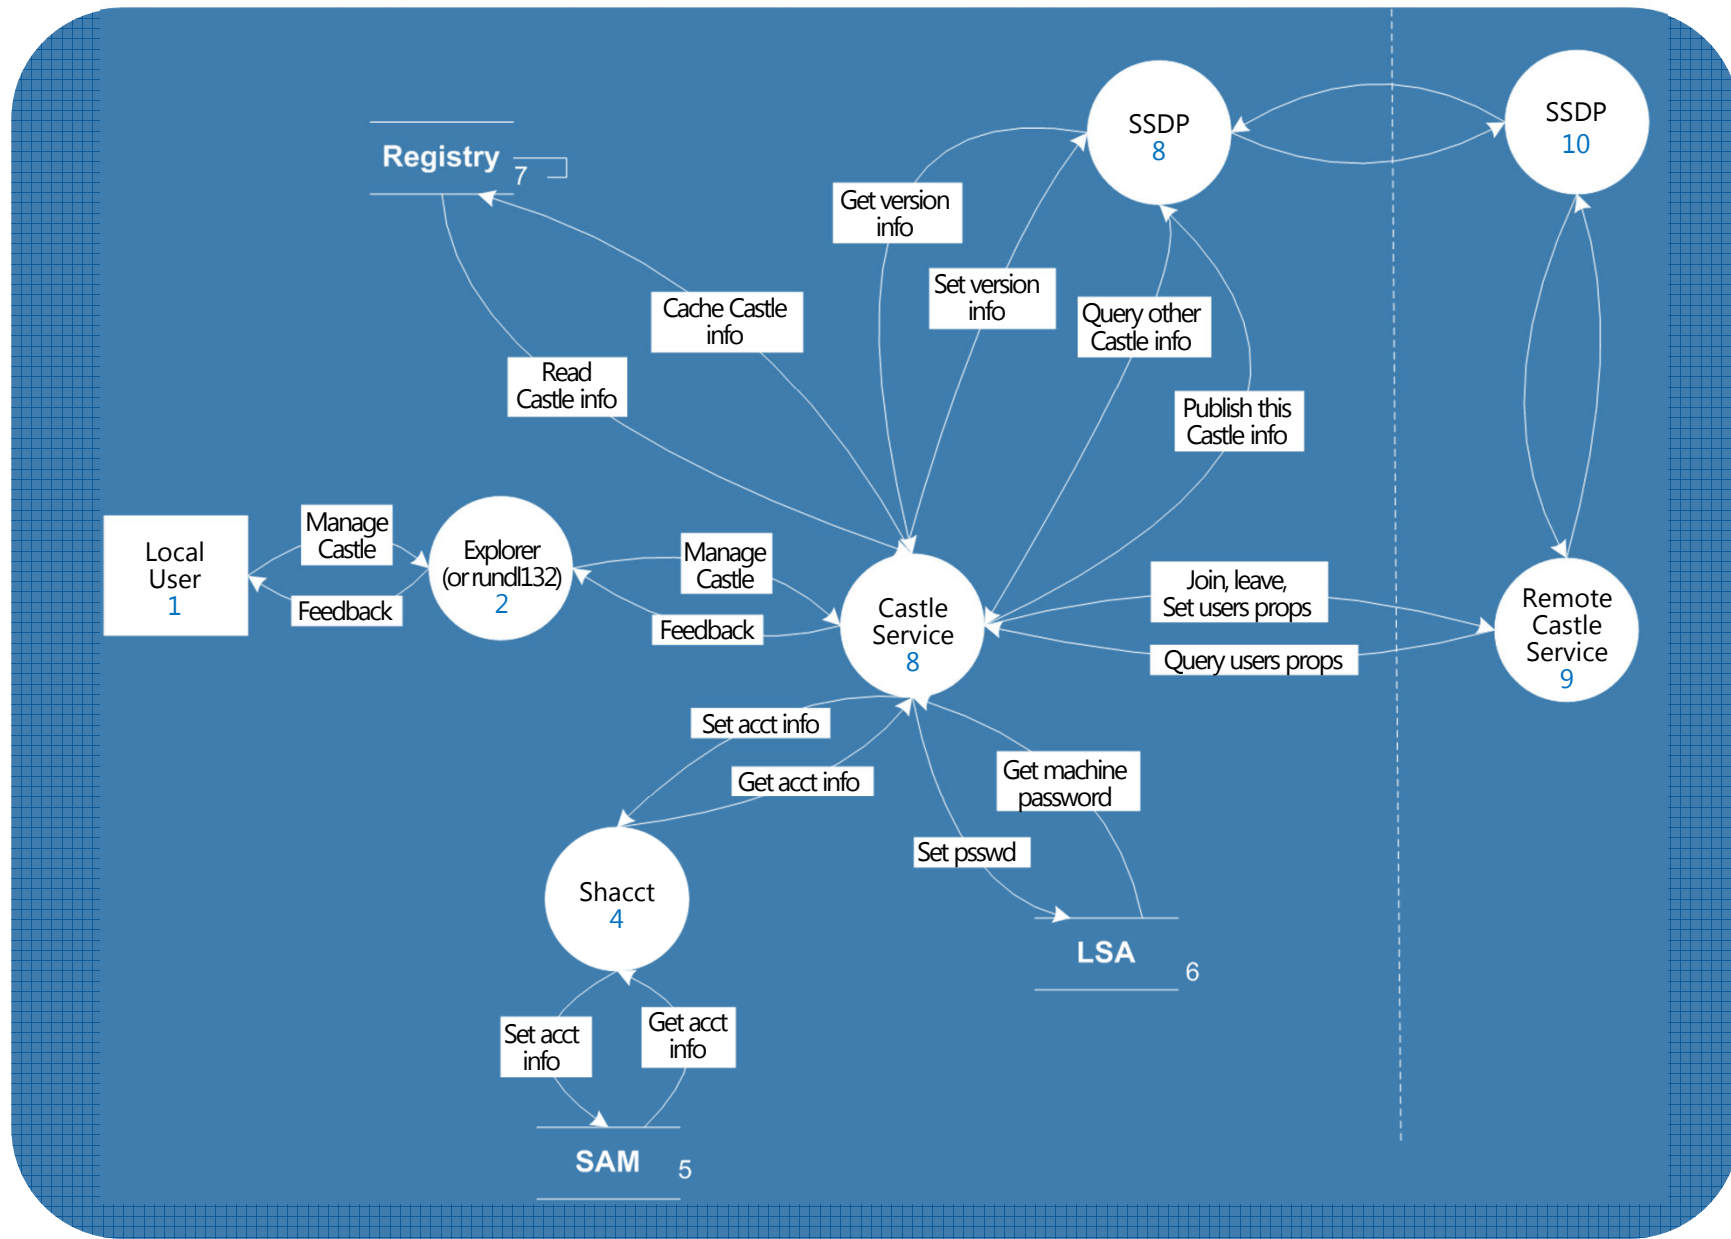 SSDP
8
SSDP
10
Registry
7
Get version
info
Set version
info
Query other
Castle info
Cache Castle
info
Read
Castle info
Publish this
Castle info
Local
User
1
Manage
Castle
Feedback
Explorer
(or rundl132)
2
Manage
Castle
Feedback
Castle
Service
8
Join, leave,
Set users props
Query users props
Remote
Castle
Service
9
Set acct info
Get acct info
Get machine
password
Set psswd
Shacct
4
LSA
6
Set acct
info
Get acct
info
SAM
5